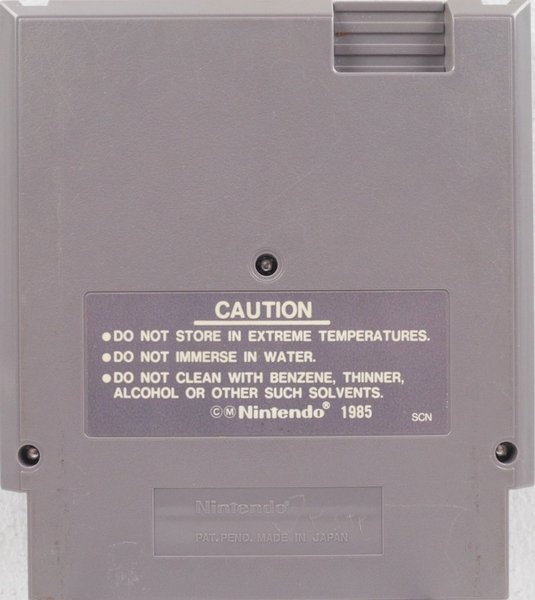 CAUTION
●DO NOT STORE IN EXTREME TEMPERATURES.
●DO NOT IMMERSE IN WATER.
●DO NOT CLEAN WITH BENZENE, THINNER,
ALCOHOL OR OTHER SUCH SOLVENTS.
©Ⓜ Nintendo® 1985 SCN
Nintendo®
PAT. PEND. MADE IN JAPAN